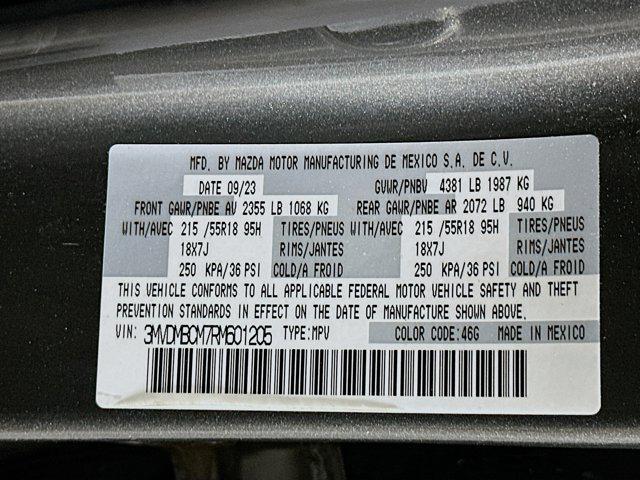 MFD. BY MAZDA MOTOR MANUFACTURING DE MEXICO S.A. DE C.V.
DATE 09/23 GVWR/PNBV 4381 LB 1987 KG
FRONT GAWR/PNBE AV 2355 LB 1068 KG REAR GAWR/PNBE AR 2072 LB 940 KG
WITH/AVEC 215 /55R18 95H TIRES/PNEUS WITH/AVEC 215 /55R18 95H TIRES/PNEUS
18X7J RIMS/JANTES 18X7J RIMS/JANTES
250 KPA/36 PSI COLD/A FROID 250 KPA/36 PSI COLD/A FROID
THIS VEHICLE CONFORMS TO ALL APPLICABLE FEDERAL MOTOR VEHICLE SAFETY AND THEFT
PREVENTION STANDARDS IN EFFECT ON THE DATE OF MANUFACTURE SHOWN ABOVE.
VIN: 3MVDMBCM7RM601205 TYPE: MPV COLOR CODE: 46G MADE IN MEXICO